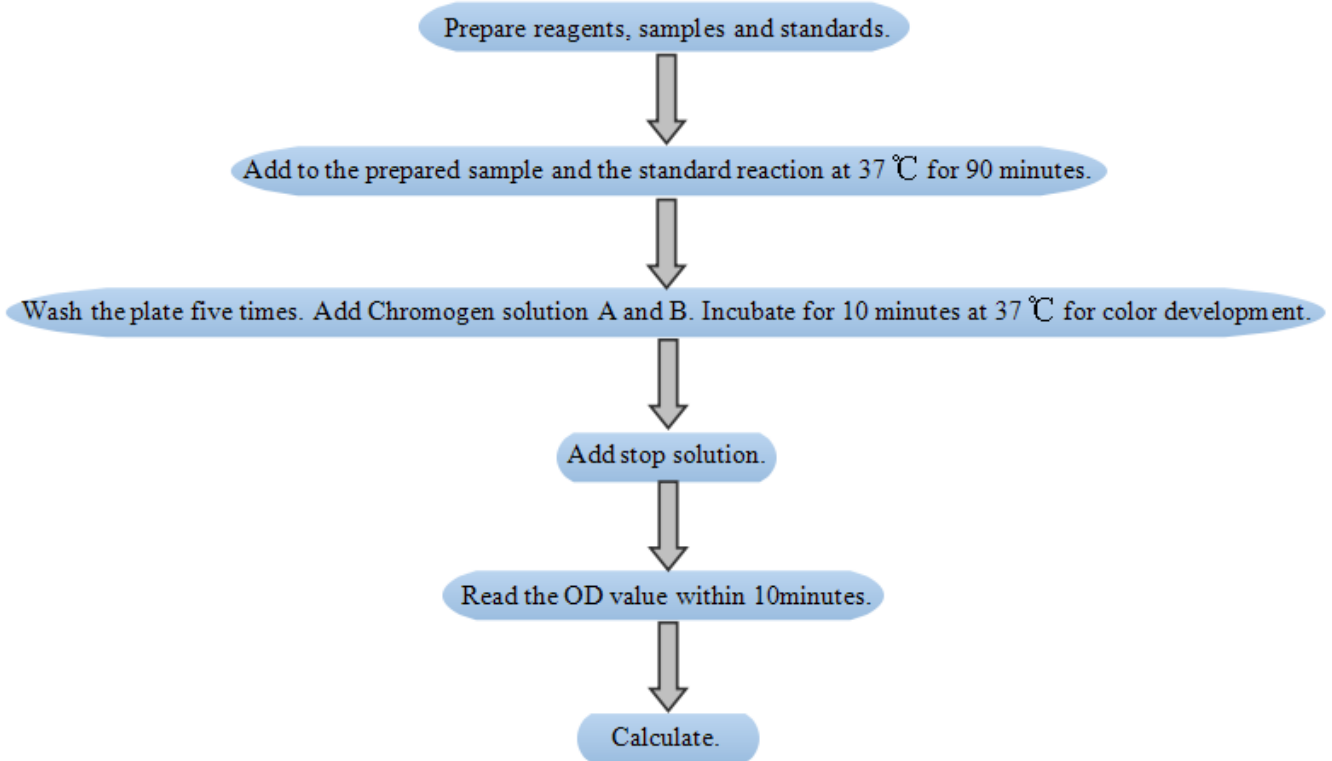 Prepare reagents, samples and standards.
Add to the prepared sample and the standard reaction at 37 ℃ for 90 minutes.
Wash the plate five times. Add Chromogen solution A and B. Incubate for 10 minutes at 37 ℃ for color development.
Add stop solution.
Read the OD value within 10minutes.
Calculate.